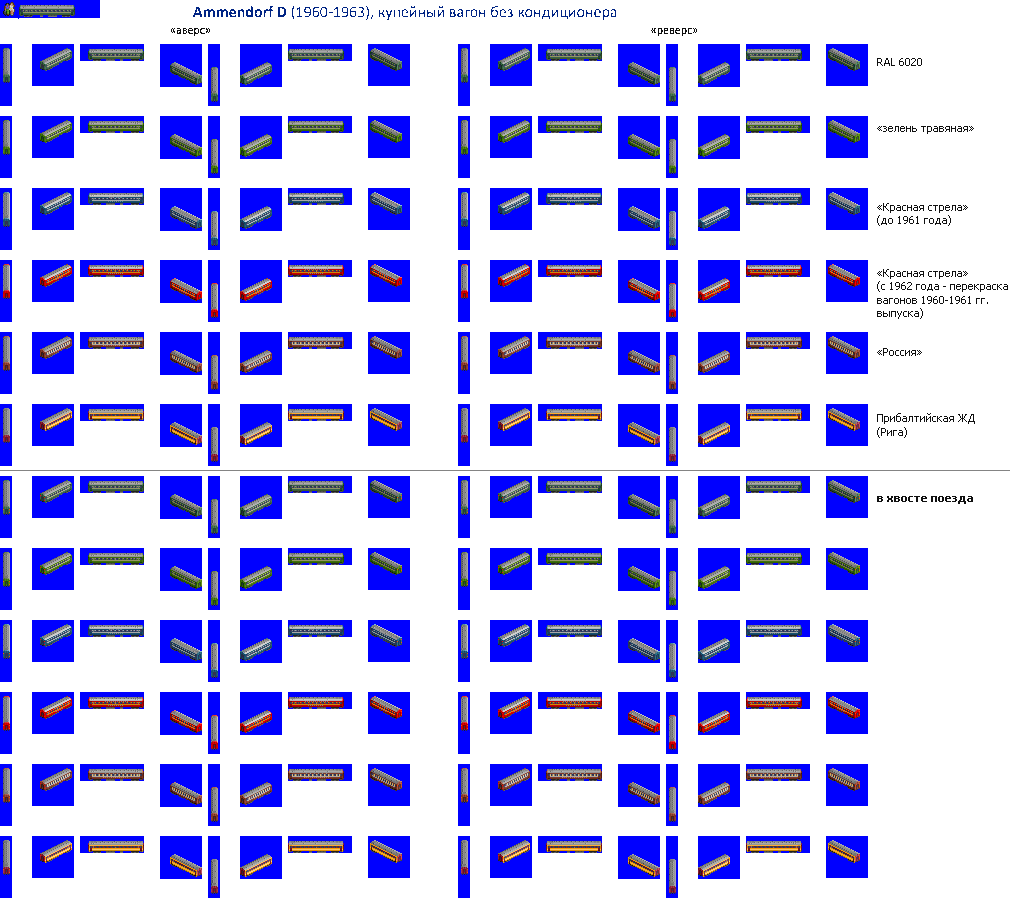 Ammendorf D (1960-1963), купейный вагон без кондиционера
«аверс» «реверс»
RAL 6020
«зелень травяная»
«Красная стрела»
(до 1961 года)
«Красная стрела»
(с 1962 года - перекраска
вагонов 1960-1961 гг.
выпуска)
«Россия»
Прибалтийская ЖД
(Рига)
в хвосте поезда